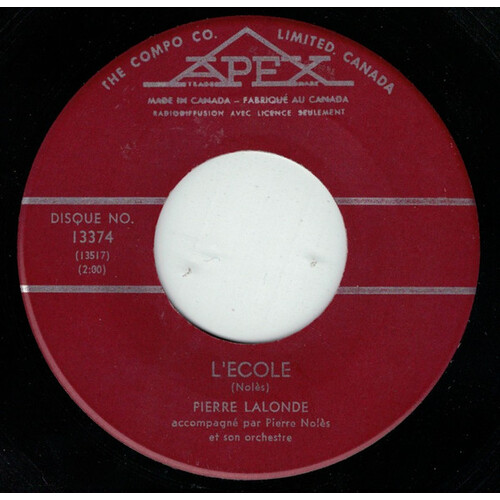 THE COMPO CO. LIMITED, CANADA
APEX
TRADE MARK
MADE IN CANADA – FABRIQUÉ AU CANADA
RADIODIFFUSION AVEC LICENCE SEULEMENT
DISQUE NO.
13374
(13517)
(2:00)
L'ECOLE
(Nolès)
PIERRE LALONDE
accompagné par Pierre Nolès
et son orchestre